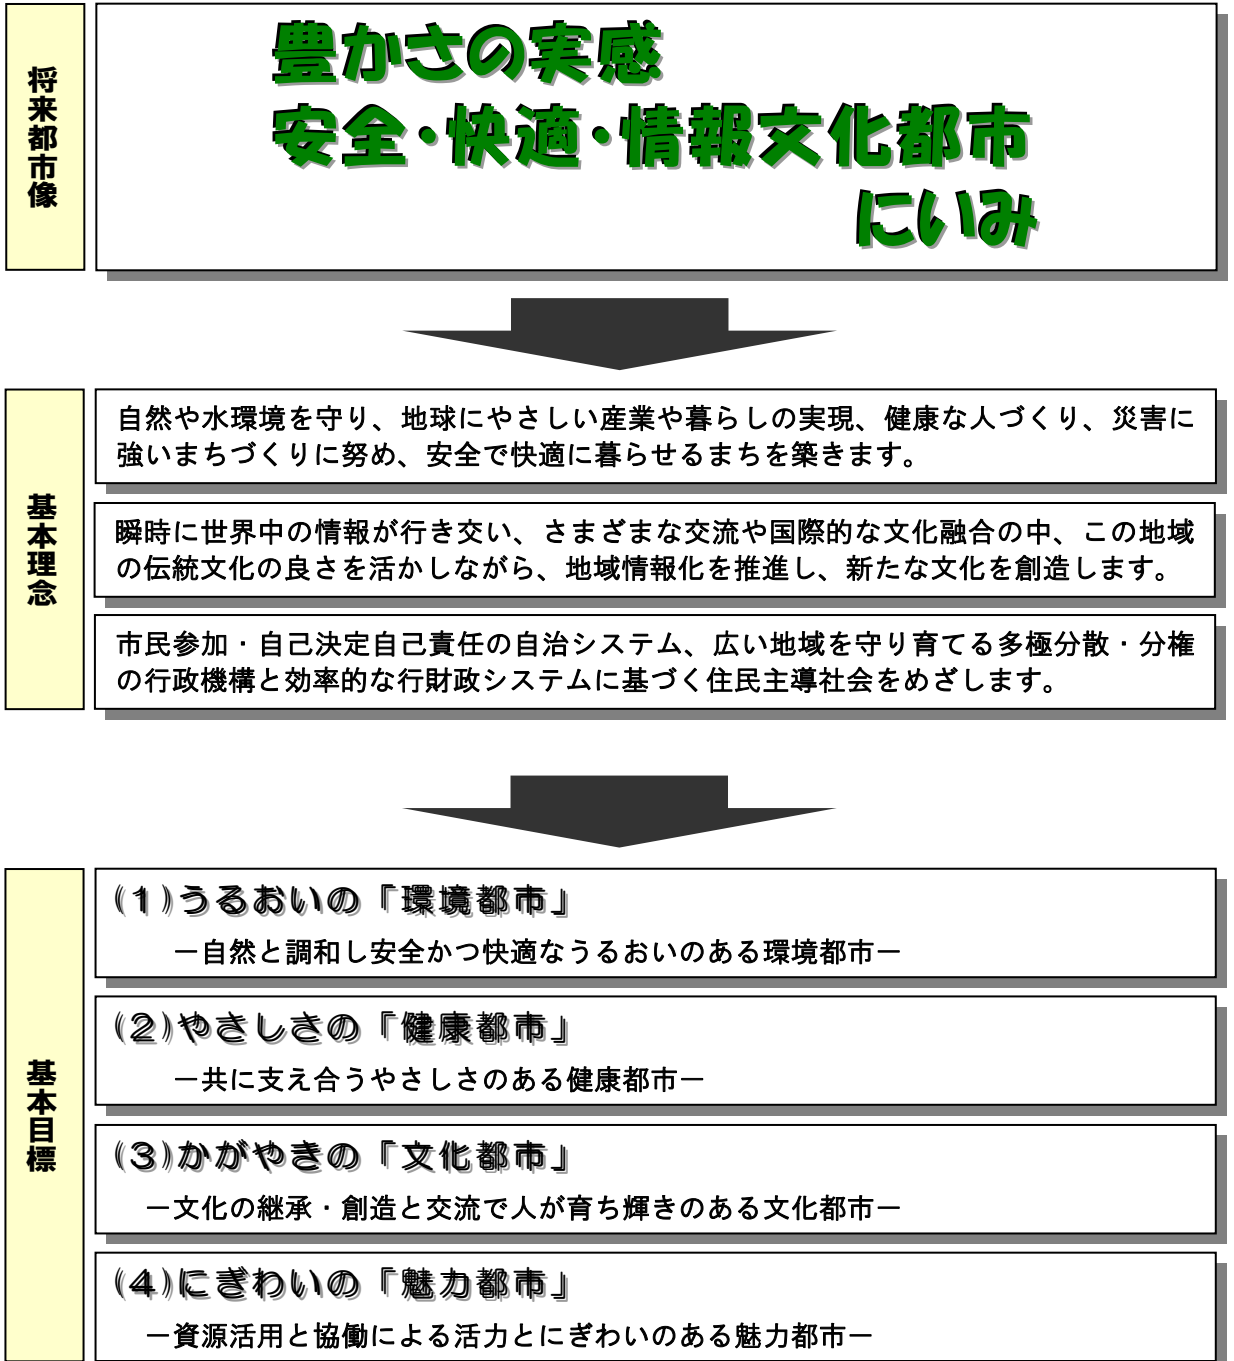 将来都市像
豊かさの実感
安全・快適・情報文化都市
にいみ
基本理念
自然や水環境を守り、地球にやさしい産業や暮らしの実現、健康な人づくり、災害に
強いまちづくりに努め、安全で快適に暮らせるまちを築きます。
瞬時に世界中の情報が行き交い、さまざまな交流や国際的な文化融合の中、この地域
の伝統文化の良さを活かしながら、地域情報化を推進し、新たな文化を創造します。
市民参加・自己決定自己責任の自治システム、広い地域を守り育てる多極分散・分権
の行政機構と効率的な行財政システムに基づく住民主導社会をめざします。
基本目標
(1)うるおいの「環境都市」
－自然と調和し安全かつ快適なうるおいのある環境都市－
(2)やさしさの「健康都市」
－共に支え合うやさしさのある健康都市－
(3)かがやきの「文化都市」
－文化の継承・創造と交流で人が育ち輝きのある文化都市－
(4)にぎわいの「魅力都市」
－資源活用と協働による活力とにぎわいのある魅力都市－